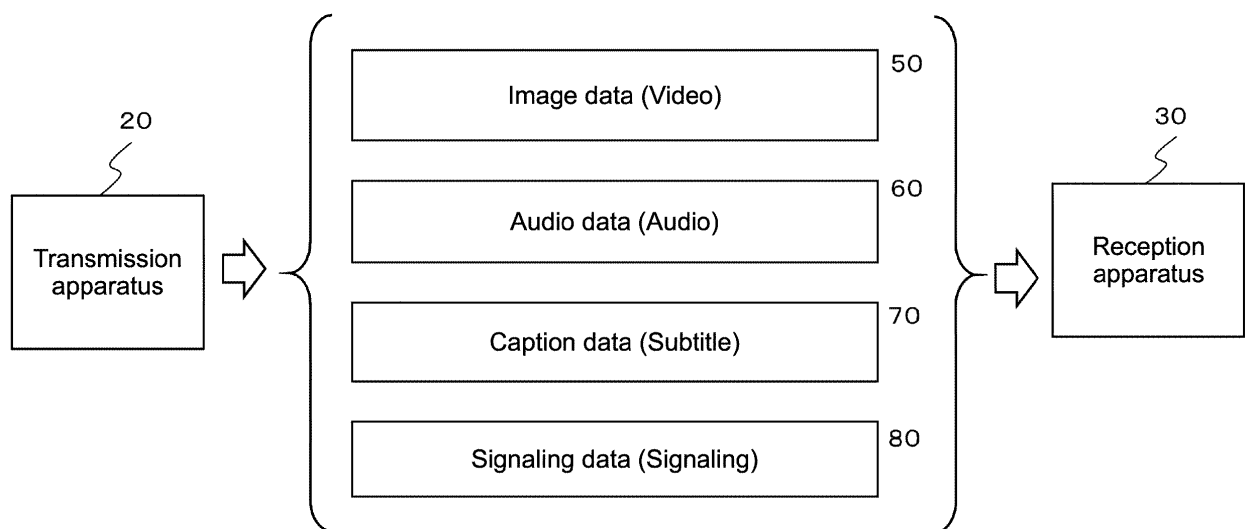 20
Transmission
apparatus
50
Image data (Video)
60
Audio data (Audio)
70
Caption data (Subtitle)
80
Signaling data (Signaling)
30
Reception
apparatus